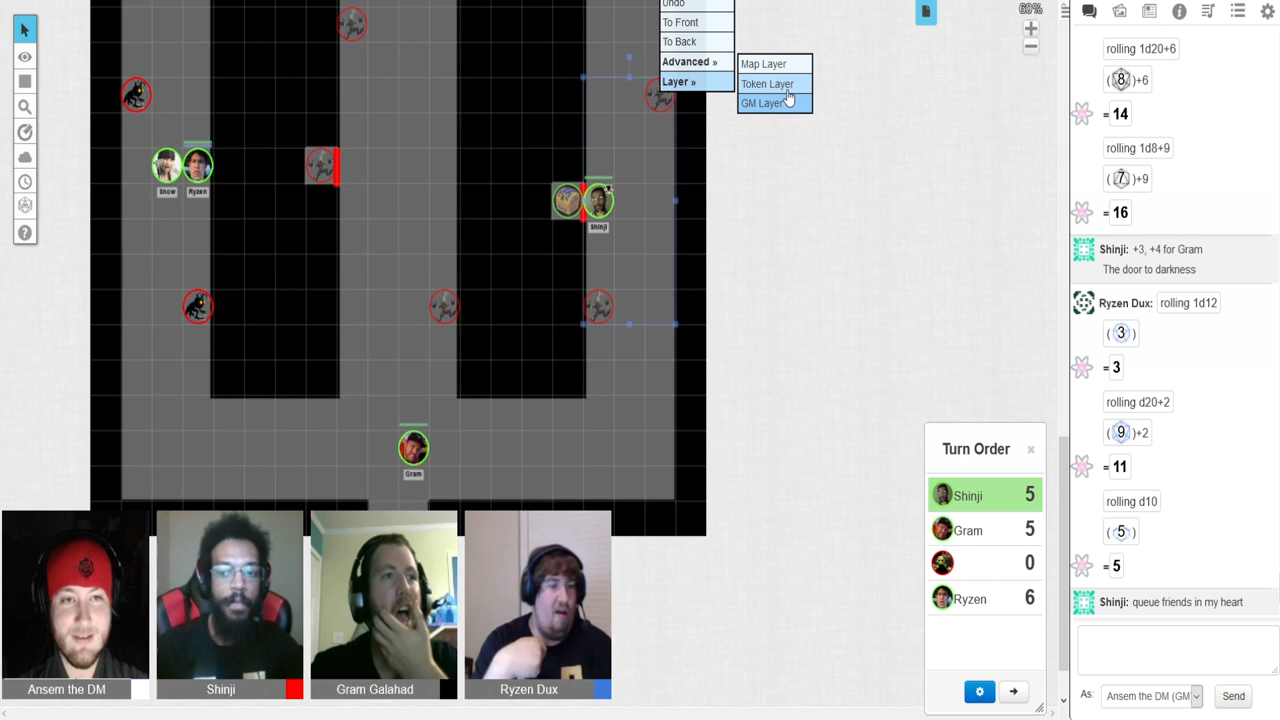 Undo
To Front
To Back
Advanced »
Layer »
Map Layer
Token Layer
GM Layer
60%
Snow
Ryzen
Shinji
Gram
Turn Order ×
Shinji 5
Gram 5
0
Ryzen 6
Ansem the DM
Shinji
Gram Galahad
Ryzen Dux
rolling 1d20+6
(8)+6
= 14
rolling 1d8+9
(7)+9
= 16
Shinji: +3, +4 for Gram
The door to darkness
Ryzen Dux: rolling 1d12
(3)
= 3
rolling d20+2
(9)+2
= 11
rolling d10
(5)
= 5
Shinji: queue friends in my heart
As: Ansem the DM (GM Send